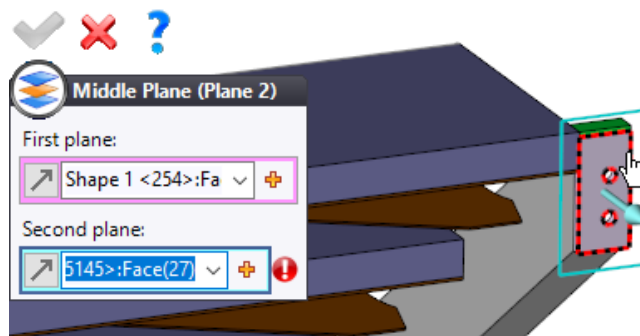 Middle Plane (Plane 2)
First plane:
Shape 1 <254>:Fa
Second plane:
5145>:Face(27)